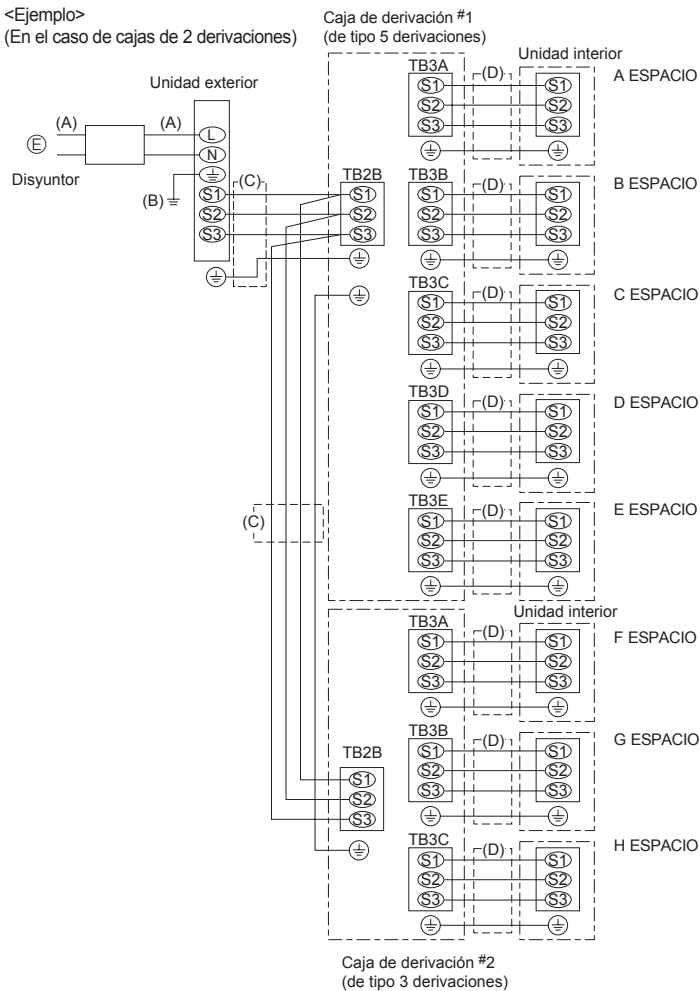 <Ejemplo>
(En el caso de cajas de 2 derivaciones)
Caja de derivación #1
(de tipo 5 derivaciones)
Unidad exterior
Unidad interior
(A)
(A)
E
Disyuntor
(B)
L
N
S1
S2
S3
(C)
TB2B
S1
S2
S3
TB3A
S1
S2
S3
(D)
S1
S2
S3
A ESPACIO
TB3B
S1
S2
S3
(D)
S1
S2
S3
B ESPACIO
TB3C
S1
S2
S3
(D)
S1
S2
S3
C ESPACIO
TB3D
S1
S2
S3
(D)
S1
S2
S3
D ESPACIO
TB3E
S1
S2
S3
(D)
S1
S2
S3
E ESPACIO
(C)
Unidad interior
TB3A
S1
S2
S3
(D)
S1
S2
S3
F ESPACIO
TB2B
S1
S2
S3
TB3B
S1
S2
S3
(D)
S1
S2
S3
G ESPACIO
TB3C
S1
S2
S3
(D)
S1
S2
S3
H ESPACIO
Caja de derivación #2
(de tipo 3 derivaciones)